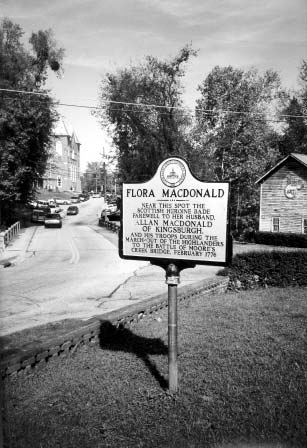 FLORA MACDONALD
NEAR THIS SPOT THE
SCOTTISH HEROINE BADE
FAREWELL TO HER HUSBAND,
ALLAN MACDONALD
OF KINGSBURGH,
AND HIS TROOPS DURING THE
MARCH-OUT OF THE HIGHLANDERS
TO THE BATTLE OF MOORE'S
CREEK BRIDGE, FEBRUARY 1776